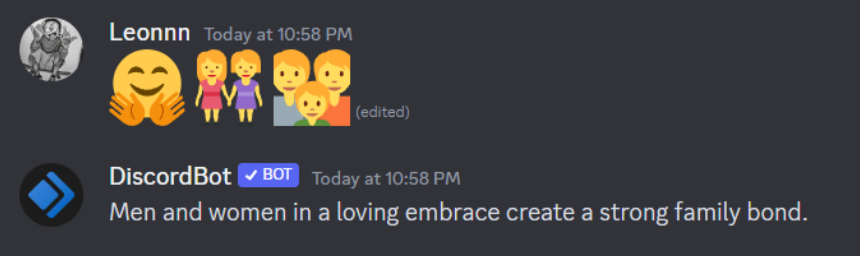 Leonnn Today at 10:58 PM
🤗👭👪 (edited)
DiscordBot ✓ BOT Today at 10:58 PM
Men and women in a loving embrace create a strong family bond.